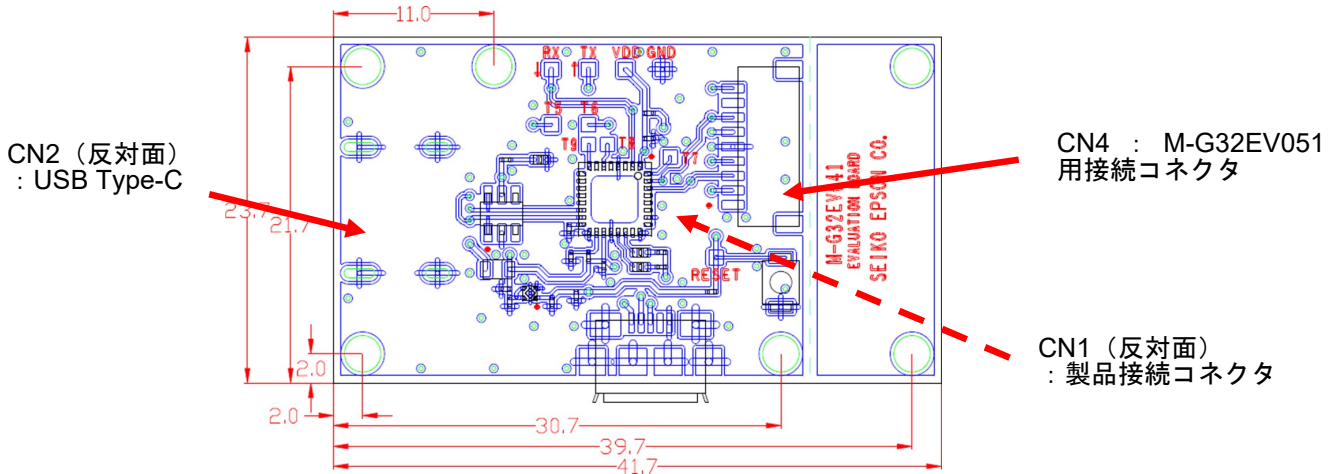 11.0
RX TX VDD GND
T5 T6
T9 T8
T7
CN2（反対面）
：USB Type-C
CN4 ： M-G32EV051
用接続コネクタ
23.7
21.7
M-G32EV041
EVALUATION BOARD
SEIKO EPSON CO.
RESET
CN1（反対面）
：製品接続コネクタ
2.0
2.0
30.7
39.7
41.7